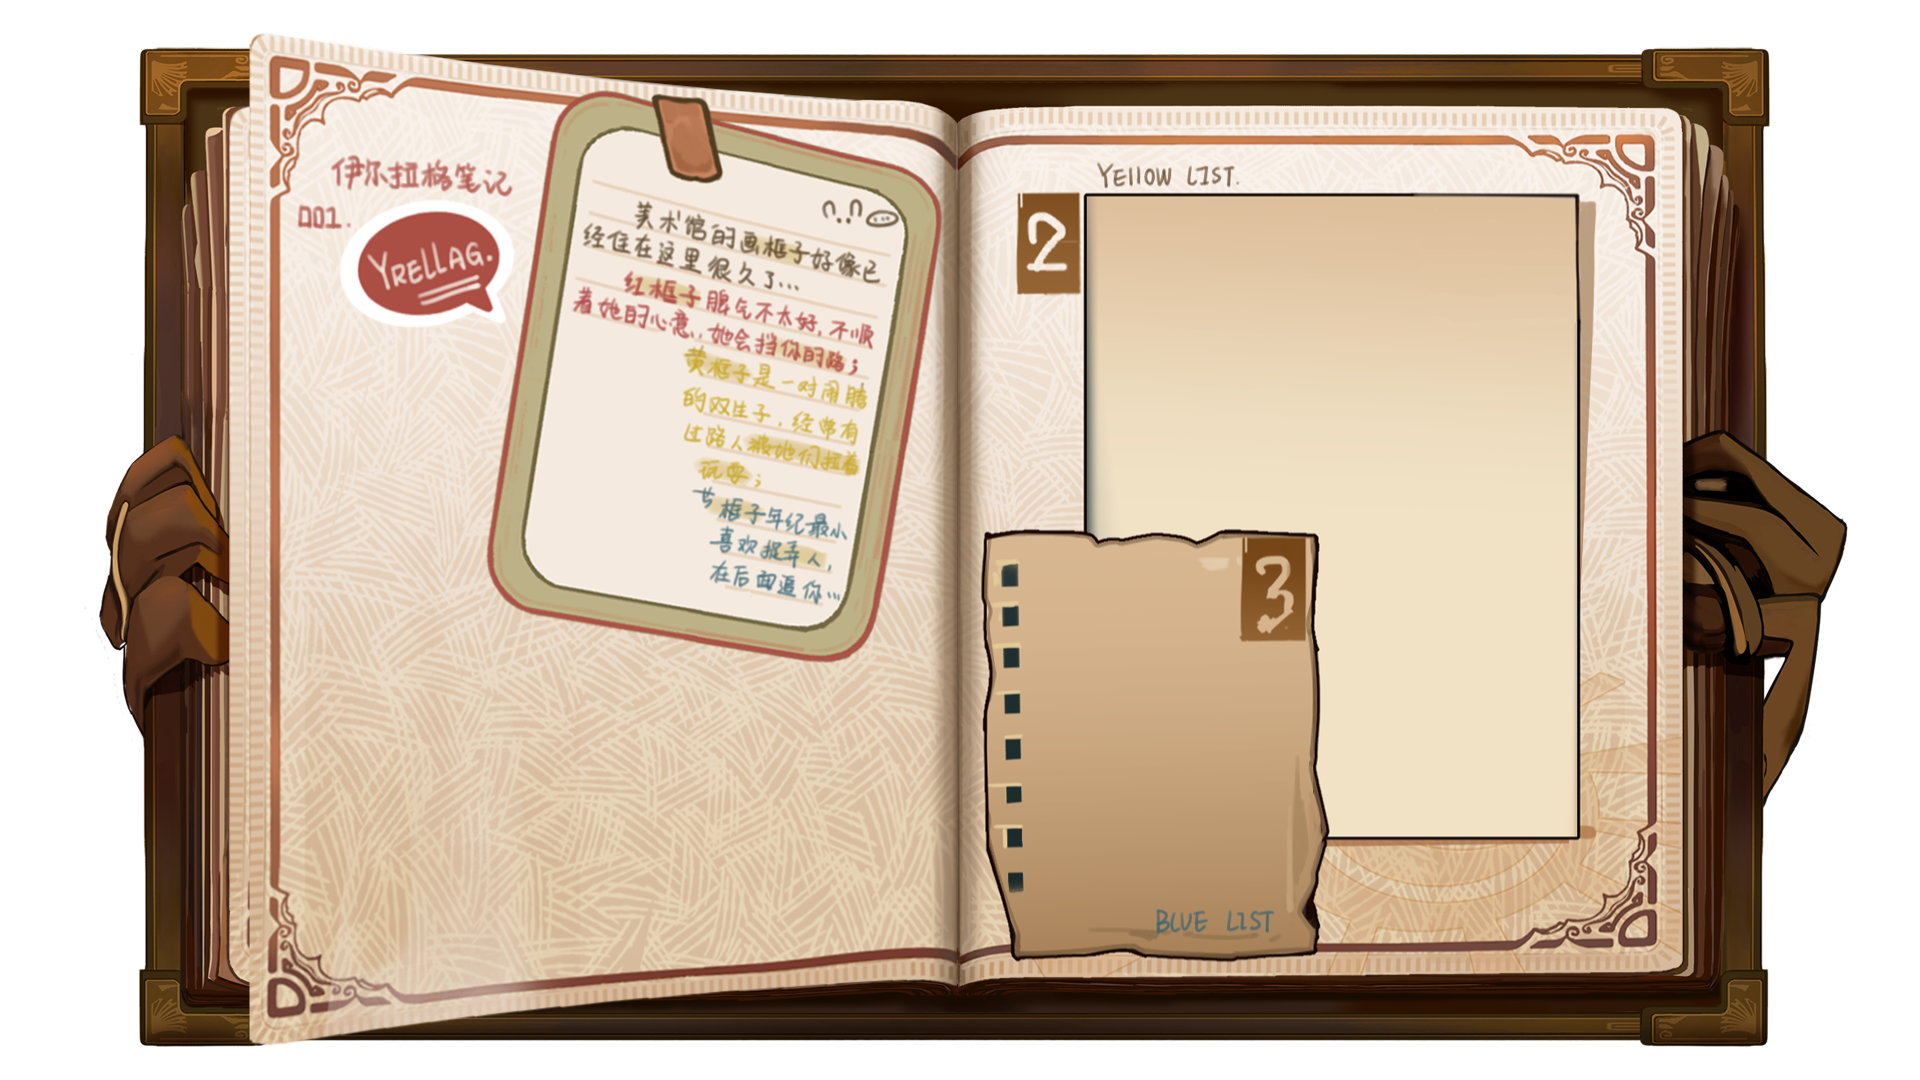 伊尔拉格笔记
001.
YRELLAG.
美术馆的画框子好像已
经住在这里很久了...
红框子脾气不太好，不顺
着她的心意，她会挡你的路；
黄框子是一对闹腾
的双生子，经常有
过路人被她们拉着
玩耍；
框子年纪最小
喜欢捉弄人，
在后面追你...
2
YELLOW LIST.
3
BLUE LIST